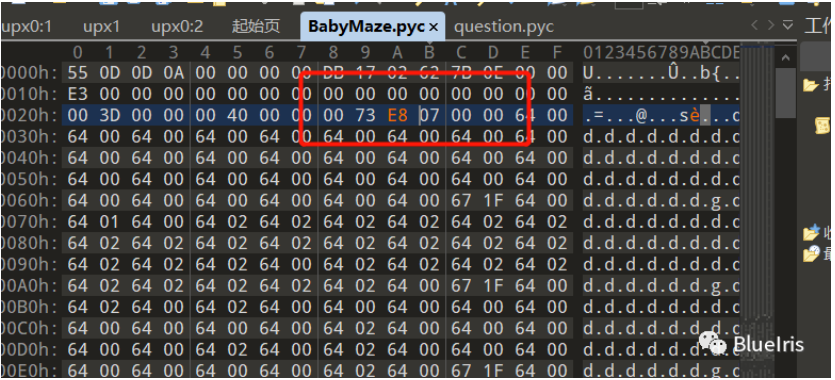 upx0:1 upx1 upx0:2 起始页 BabyMaze.pyc × question.pyc
0 1 2 3 4 5 6 7 8 9 A B C D E F 0123456789ABCDE
0000h: 55 0D 0D 0A 00 00 00 00 DB 17 02 62 7B 0E 00 00 U.......Û..b{..
0010h: E3 00 00 00 00 00 00 00 00 00 00 00 00 00 00 00 ã..............
0020h: 00 3D 00 00 00 40 00 00 00 73 E8 07 00 00 64 00 .=...@...sè...d
0030h: 64 00 64 00 64 00 64 00 64 00 64 00 64 00 64 00 d.d.d.d.d.d.d.d
0040h: 64 00 64 00 64 00 64 00 64 00 64 00 64 00 64 00 d.d.d.d.d.d.d.d
0050h: 64 00 64 00 64 00 64 00 64 00 64 00 64 00 64 00 d.d.d.d.d.d.d.d
0060h: 64 00 64 00 64 00 64 00 64 00 64 00 67 1F 64 00 d.d.d.d.d.d.g.d
0070h: 64 01 64 00 64 02 64 02 64 02 64 02 64 02 64 02 d.d.d.d.d.d.d.d
0080h: 64 02 64 02 64 02 64 02 64 02 64 02 64 02 64 02 d.d.d.d.d.d.d.d
0090h: 64 02 64 02 64 02 64 00 64 02 64 02 64 02 64 02 d.d.d.d.d.d.d.d
00A0h: 64 02 64 02 64 02 64 02 64 02 64 00 67 1F 64 00 d.d.d.d.d.d.g.d
00B0h: 64 02 64 00 64 00 64 00 64 00 64 00 64 00 64 00 d.d.d.d.d.d.d.d
00C0h: 64 00 64 00 64 00 64 00 64 02 64 00 64 00 64 00 d.d.d.d.d.d.d.d
00D0h: 64 00 64 00 64 02 64 00 64 02 64 00 64 00 64 00 d.d.d.d.
00E0h: 64 00 64 00 64 00 64 00 64 02 64 00 67 1F 64 00 d.d.d.d.d.d.g.d
BlueIris